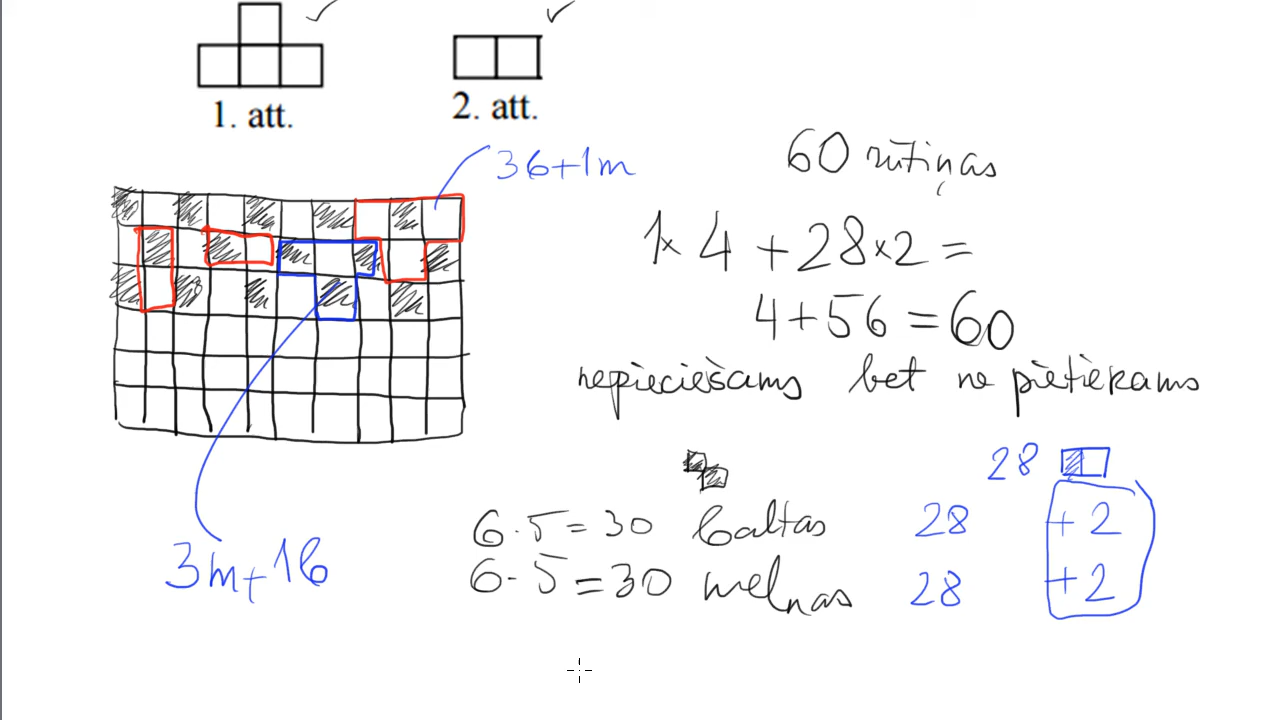 1. att.
2. att.
36+1m
60 rūtiņas
1× 4 + 28×2 =
4+56 = 60
nepieciešams bet ne pietiekams
28
6·5=30 baltas 28 +2
6·5=30 melnas 28 +2
3m+1b